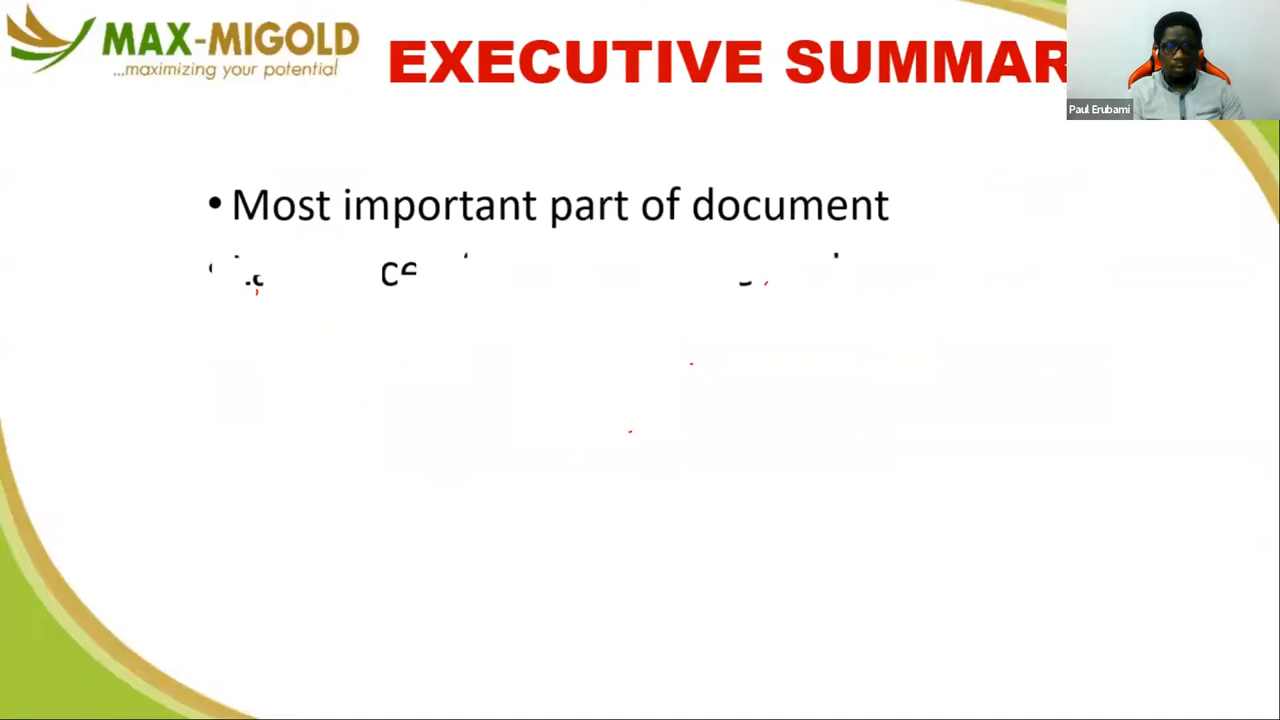 MAX-MIGOLD
...maximizing your potential
EXECUTIVE SUMMAR
Paul Erubami
• Most important part of document